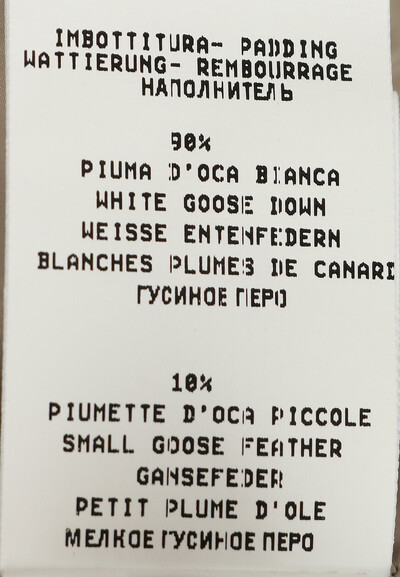 IMBOTTITURA- PADDING
WATTIERUNG- REMBOURRAGE
НАПОЛНИТЕЛЬ
90%
PIUMA D'OCA BIANCA
WHITE GOOSE DOWN
WEISSE ENTENFEDERN
BLANCHES PLUMES DE CANARD
ГУСИНОЕ ПЕРО
10%
PIUMETTE D'OCA PICCOLE
SMALL GOOSE FEATHER
GANSEFEDER
PETIT PLUME D'OLE
МЕЛКОЕ ГУСИНОЕ ПЕРО